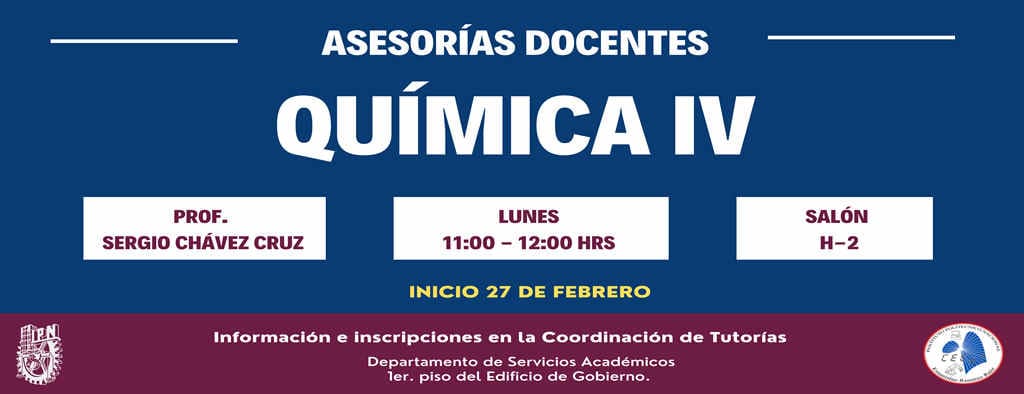 ASESORÍAS DOCENTES
QUÍMICA IV
PROF.
SERGIO CHÁVEZ CRUZ
LUNES
11:00 – 12:00 HRS
SALÓN
H-2
INICIO 27 DE FEBRERO
Información e inscripciones en la Coordinación de Tutorías
Departamento de Servicios Académicos
1er. piso del Edificio de Gobierno.
IPN